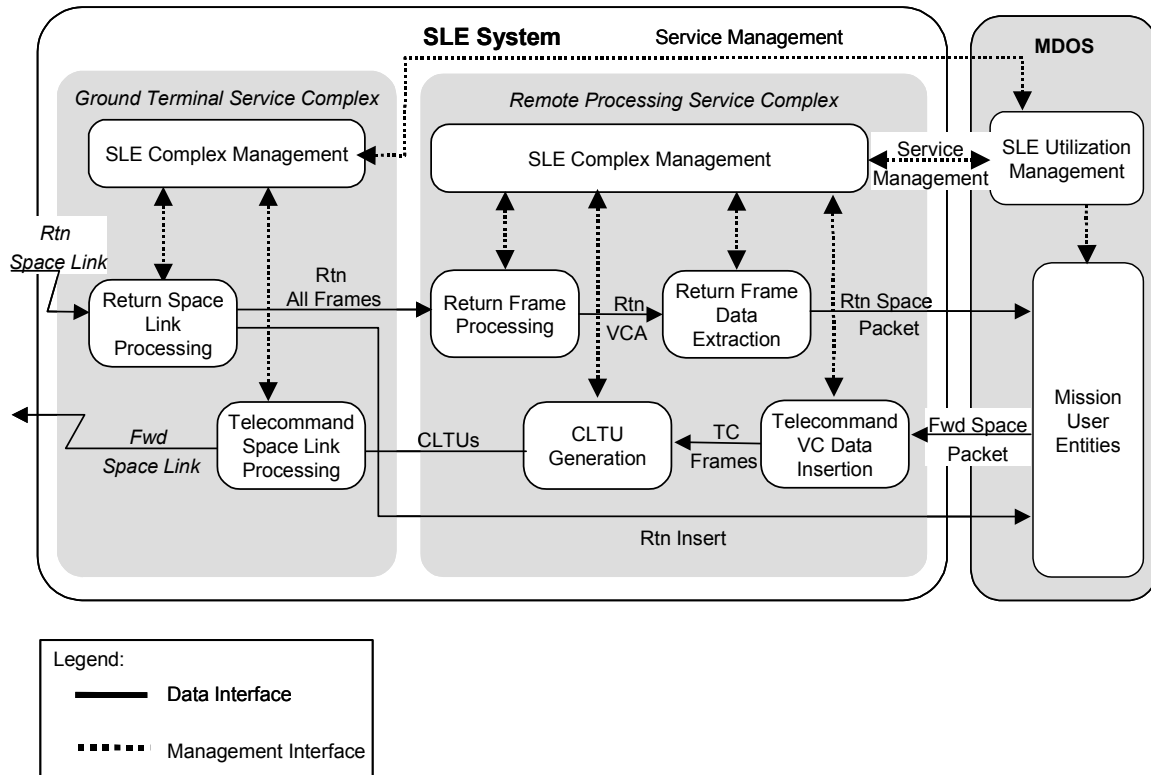 SLE System
Service Management
MDOS
Ground Terminal Service Complex
Remote Processing Service Complex
SLE Complex Management
SLE Complex Management
Service
Management
SLE Utilization
Management
Rtn
Space Link
Return Space
Link
Processing
Rtn
All Frames
Return Frame
Processing
Rtn
VCA
Return Frame
Data
Extraction
Rtn Space
Packet
Mission
User
Entities
Fwd
Space Link
Telecommand
Space Link
Processing
CLTUs
CLTU
Generation
TC
Frames
Telecommand
VC Data
Insertion
Fwd Space
Packet
Rtn Insert
Legend:
Data Interface
Management Interface